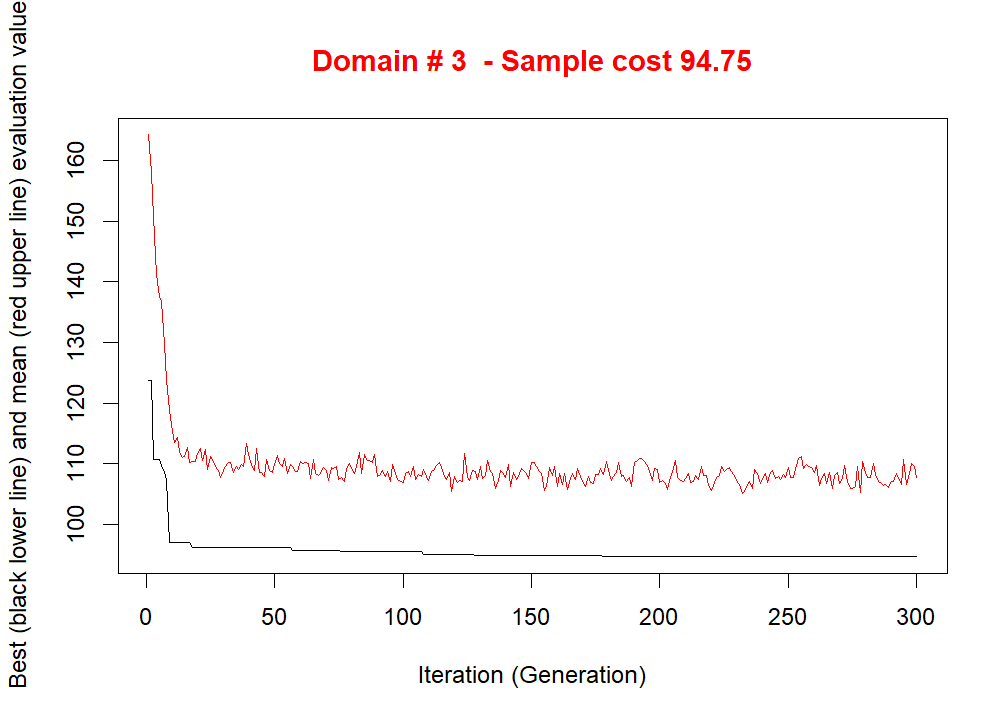 Domain # 3  - Sample cost 94.75
Best (black lower line) and mean (red upper line) evaluation value
160
150
140
130
120
110
100
0 50 100 150 200 250 300
Iteration (Generation)